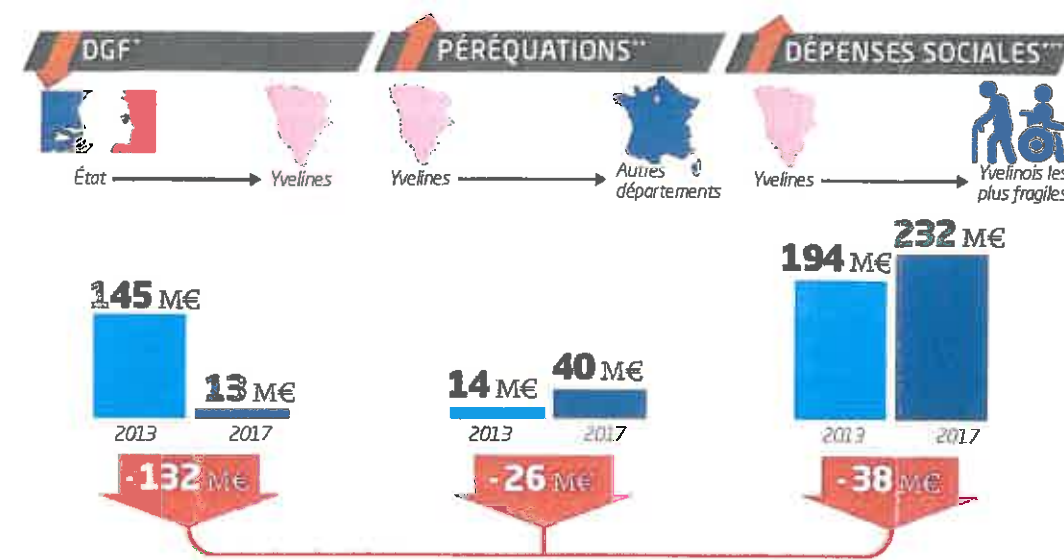 DGF*
PÉRÉQUATIONS**
DÉPENSES SOCIALES***
État
Yvelines
Yvelines
Autres
départements
Yvelines
Yvelinois les
plus fragiles
145 M€
13 M€
2013
2017
14 M€
40 M€
2013
2017
194 M€
232 M€
2013
2017
-132 M€
-26 M€
-38 M€